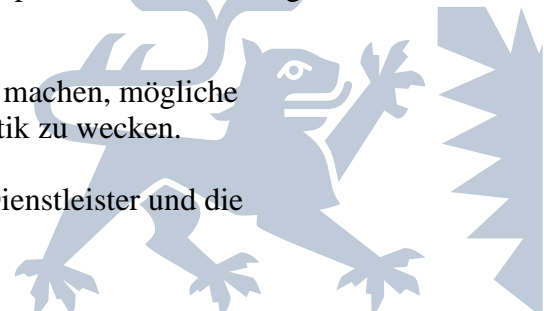 machen, mögliche
tik zu wecken.
ienstleister und die